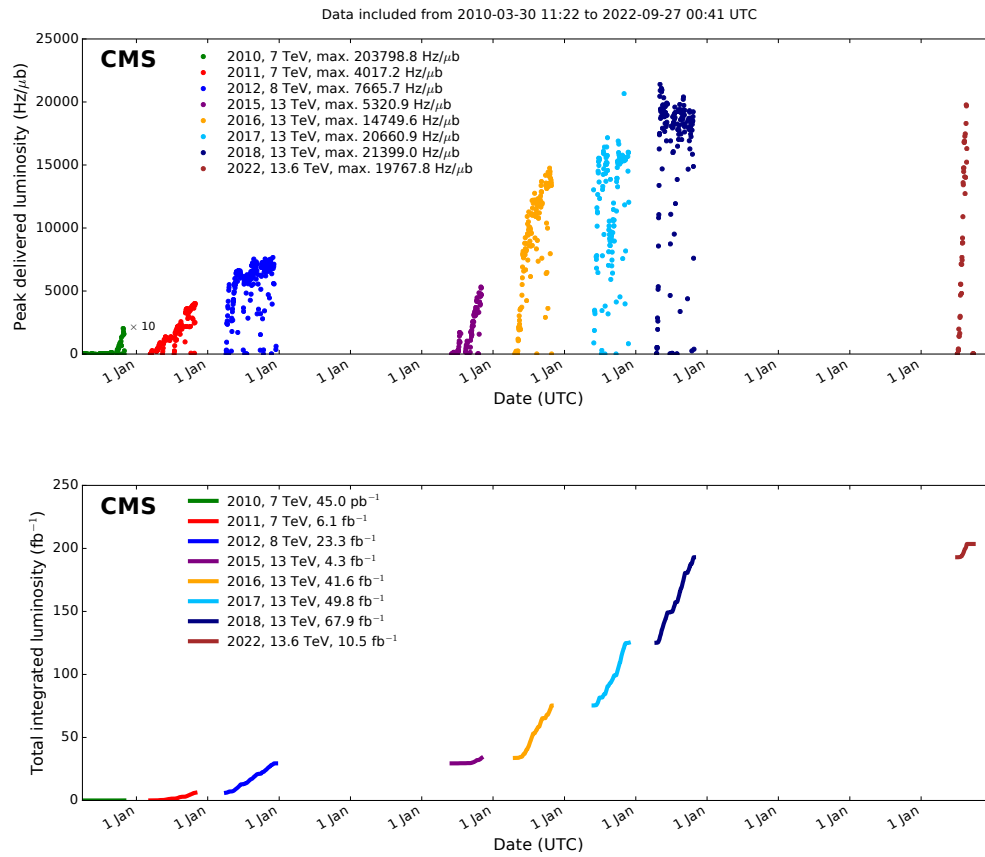 Data included from 2010-03-30 11:22 to 2022-09-27 00:41 UTC
25000
20000
15000
10000
5000
0
Peak delivered luminosity (Hz/μb)
CMS
2010, 7 TeV, max. 203798.8 Hz/μb
2011, 7 TeV, max. 4017.2 Hz/μb
2012, 8 TeV, max. 7665.7 Hz/μb
2015, 13 TeV, max. 5320.9 Hz/μb
2016, 13 TeV, max. 14749.6 Hz/μb
2017, 13 TeV, max. 20660.9 Hz/μb
2018, 13 TeV, max. 21399.0 Hz/μb
2022, 13.6 TeV, max. 19767.8 Hz/μb
× 10
1 Jan 1 Jan 1 Jan 1 Jan 1 Jan 1 Jan 1 Jan 1 Jan 1 Jan 1 Jan 1 Jan 1 Jan
Date (UTC)
250
200
150
100
50
0
Total integrated luminosity (fb⁻¹)
CMS
2010, 7 TeV, 45.0 pb⁻¹
2011, 7 TeV, 6.1 fb⁻¹
2012, 8 TeV, 23.3 fb⁻¹
2015, 13 TeV, 4.3 fb⁻¹
2016, 13 TeV, 41.6 fb⁻¹
2017, 13 TeV, 49.8 fb⁻¹
2018, 13 TeV, 67.9 fb⁻¹
2022, 13.6 TeV, 10.5 fb⁻¹
1 Jan 1 Jan 1 Jan 1 Jan 1 Jan 1 Jan 1 Jan 1 Jan 1 Jan 1 Jan 1 Jan 1 Jan
Date (UTC)